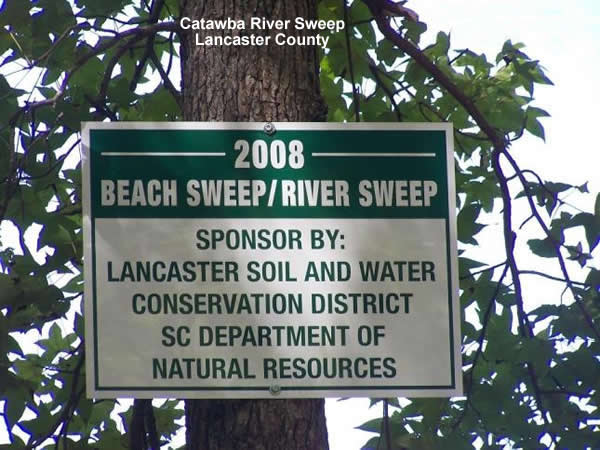 Catawba River Sweep
Lancaster County
2008
BEACH SWEEP/RIVER SWEEP
SPONSOR BY:
LANCASTER SOIL AND WATER
CONSERVATION DISTRICT
SC DEPARTMENT OF
NATURAL RESOURCES